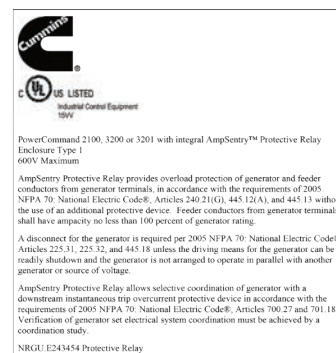 Cummins
®
C UL US LISTED
Industrial Control Equipment
15VV
PowerCommand 2100, 3200 or 3201 with integral AmpSentry™ Protective Relay
Enclosure Type 1
600V Maximum
AmpSentry Protective Relay provides overload protection of generator and feeder
conductors from generator terminals, in accordance with the requirements of 2005
NFPA 70: National Electric Code®, Articles 240.21(G), 445.12(A), and 445.13 witho
the use of an additional protective device. Feeder conductors from generator terminals
shall have ampacity no less than 100 percent of generator rating.
A disconnect for the generator is required per 2005 NFPA 70: National Electric Code
Articles 225.31, 225.32, and 445.18 unless the driving means for the generator can be
readily shutdown and the generator is not arranged to operate in parallel with another
generator or source of voltage.
AmpSentry Protective Relay allows selective coordination of generator with a
downstream instantaneous trip overcurrent protective device in accordance with the
requirements of 2005 NFPA 70: National Electric Code®, Articles 700.27 and 701.18
Verification of generator set electrical system coordination must be achieved by a
coordination study.
NRGU.E243454 Protective Relay